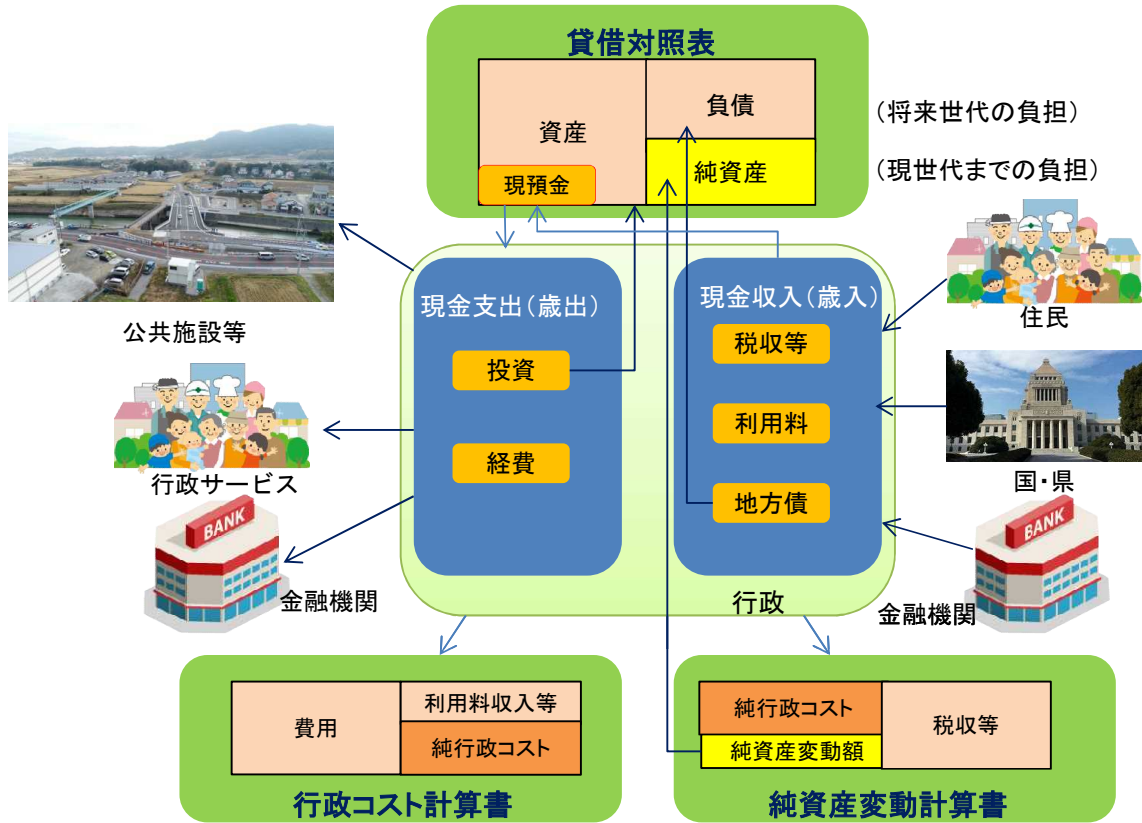 貸借対照表
資産
負債
(将来世代の負担)
現預金
純資産
(現世代までの負担)
現金支出(歳出)
投資
経費
現金収入(歳入)
税収等
利用料
地方債
公共施設等
行政サービス
BANK
金融機関
住民
国・県
BANK
金融機関
行政
費用
利用料収入等
純行政コスト
行政コスト計算書
純行政コスト
純資産変動額
税収等
純資産変動計算書